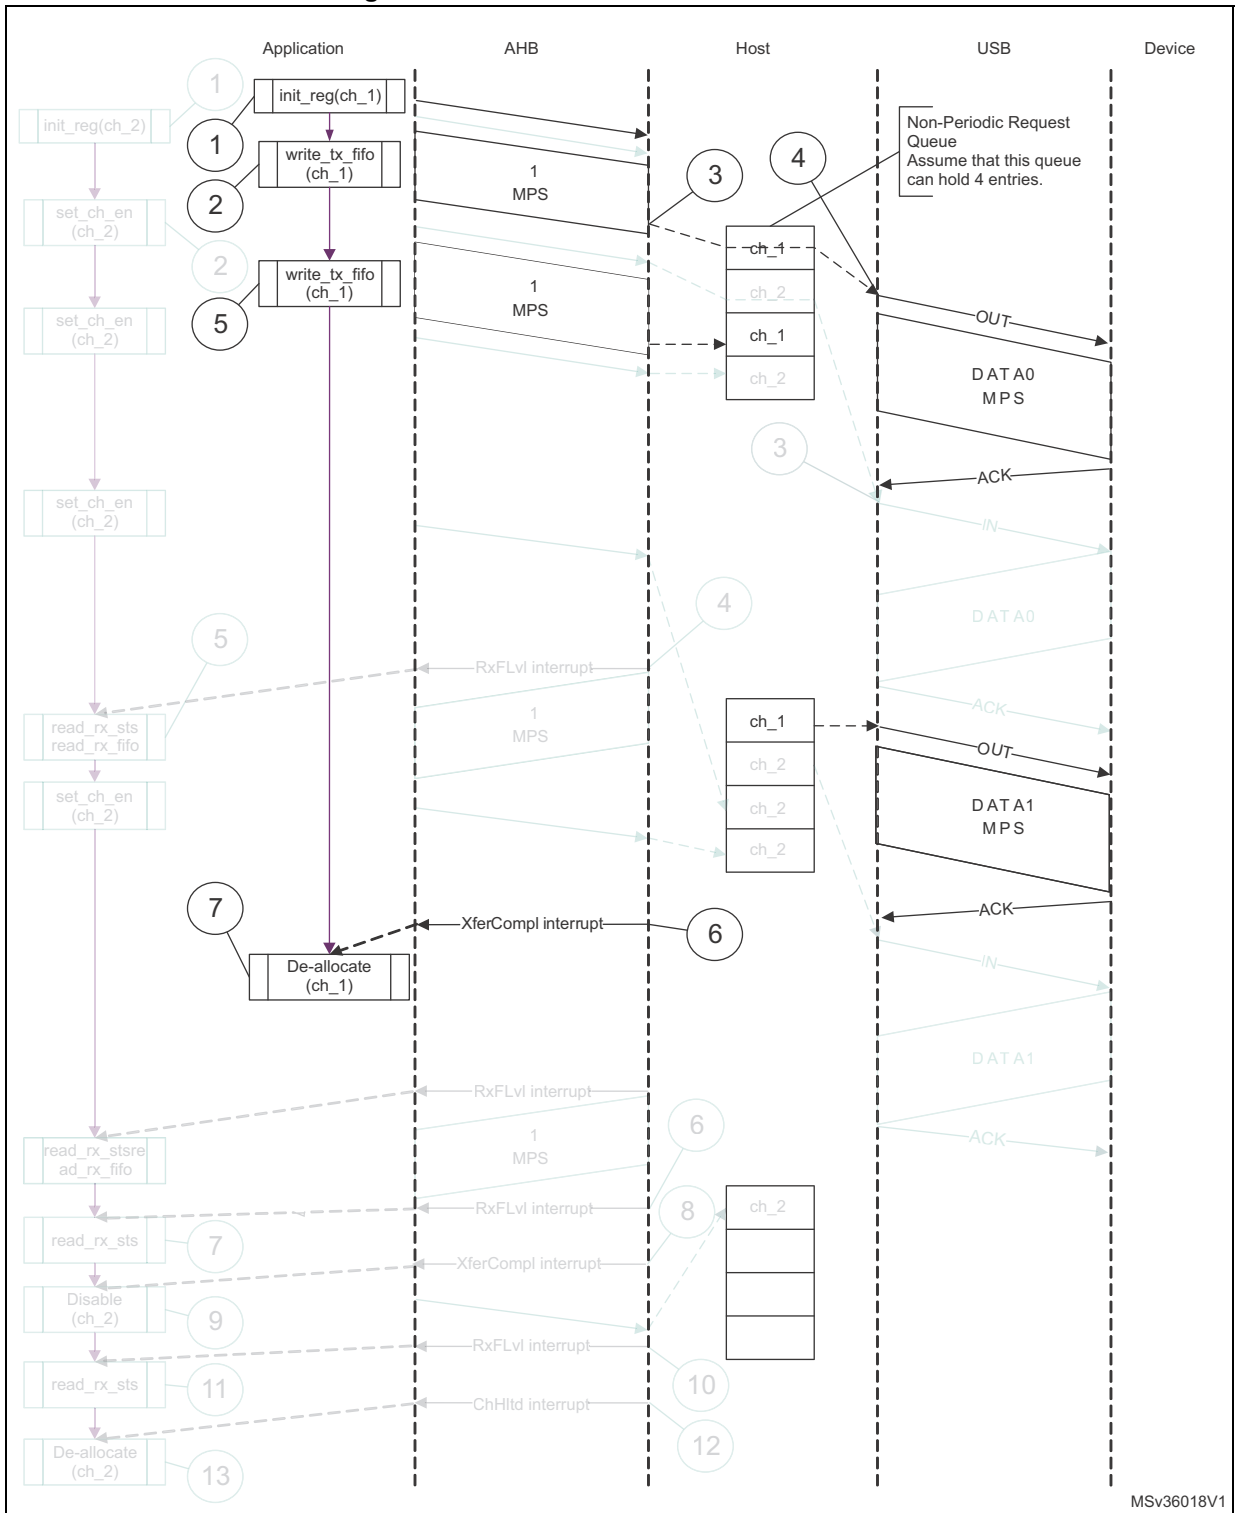 Application AHB Host USB Device
1
init_reg(ch_1)
init_reg(ch_2)
1
Non-Periodic Request
Queue
Assume that this queue
can hold 4 entries.
write_tx_fifo
(ch_1)
2
1
MPS
3
4
set_ch_en
(ch_2)
2
ch_1
ch_2
ch_1
ch_2
write_tx_fifo
(ch_1)
5
1
MPS
set_ch_en
(ch_2)
OUT
DATA0
MPS
3
ACK
set_ch_en
(ch_2)
IN
4
DATA0
5
RxFLvl interrupt
read_rx_sts
read_rx_fifo
1
MPS
ACK
ch_1
ch_2
ch_2
ch_2
OUT
set_ch_en
(ch_2)
DATA1
MPS
7
XferCompl interrupt
6
ACK
De-allocate
(ch_1)
IN
DATA1
RxFLvl interrupt
6
read_rx_stsre
ad_rx_fifo
1
MPS
ACK
RxFLvl interrupt
8
ch_2
read_rx_sts
7
XferCompl interrupt
Disable
(ch_2)
9
RxFLvl interrupt
10
read_rx_sts
11
ChHltd interrupt
12
De-allocate
(ch_2)
13
MSv36018V1